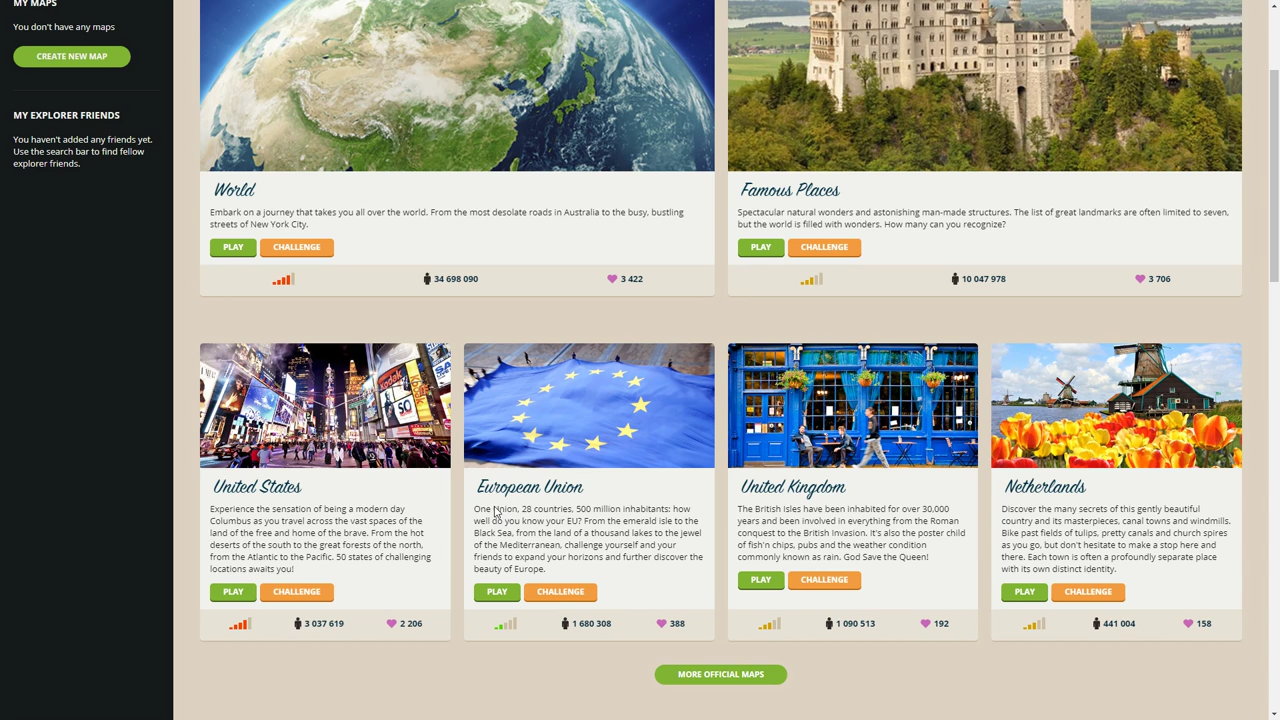 MY MAPS
You don't have any maps
CREATE NEW MAP
MY EXPLORER FRIENDS
You haven't added any friends yet.
Use the search bar to find fellow
explorer friends.
World
Embark on a journey that takes you all over the world. From the most desolate roads in Australia to the busy, bustling
streets of New York City.
PLAY CHALLENGE
34 698 090 3 422
Famous Places
Spectacular natural wonders and astonishing man-made structures. The list of great landmarks are often limited to seven,
but the world is filled with wonders. How many can you recognize?
PLAY CHALLENGE
10 047 978 3 706
Kodak
SO
United States
Experience the sensation of being a modern day
Columbus as you travel across the vast spaces of the
land of the free and home of the brave. From the hot
deserts of the south to the great forests of the north,
from the Atlantic to the Pacific. 50 states of challenging
locations awaits you!
PLAY CHALLENGE
3 037 619 2 206
European Union
One Union, 28 countries, 500 million inhabitants: how
well do you know your EU? From the emerald isle to the
Black Sea, from the land of a thousand lakes to the jewel
of the Mediterranean, challenge yourself and your
friends to expand your horizons and further discover the
beauty of Europe.
PLAY CHALLENGE
1 680 308 388
United Kingdom
The British Isles have been inhabited for over 30,000
years and been involved in everything from the Roman
conquest to the British Invasion. It's also the poster child
of fish'n chips, pubs and the weather condition
commonly known as rain. God Save the Queen!
PLAY CHALLENGE
1 090 513 192
Netherlands
Discover the many secrets of this gently beautiful
country and its masterpieces, canal towns and windmills.
Bike past fields of tulips, pretty canals and church spires
as you go, but don't hesitate to make a stop here and
there. Each town is often a profoundly separate place
with its own distinct identity.
PLAY CHALLENGE
441 004 158
MORE OFFICIAL MAPS